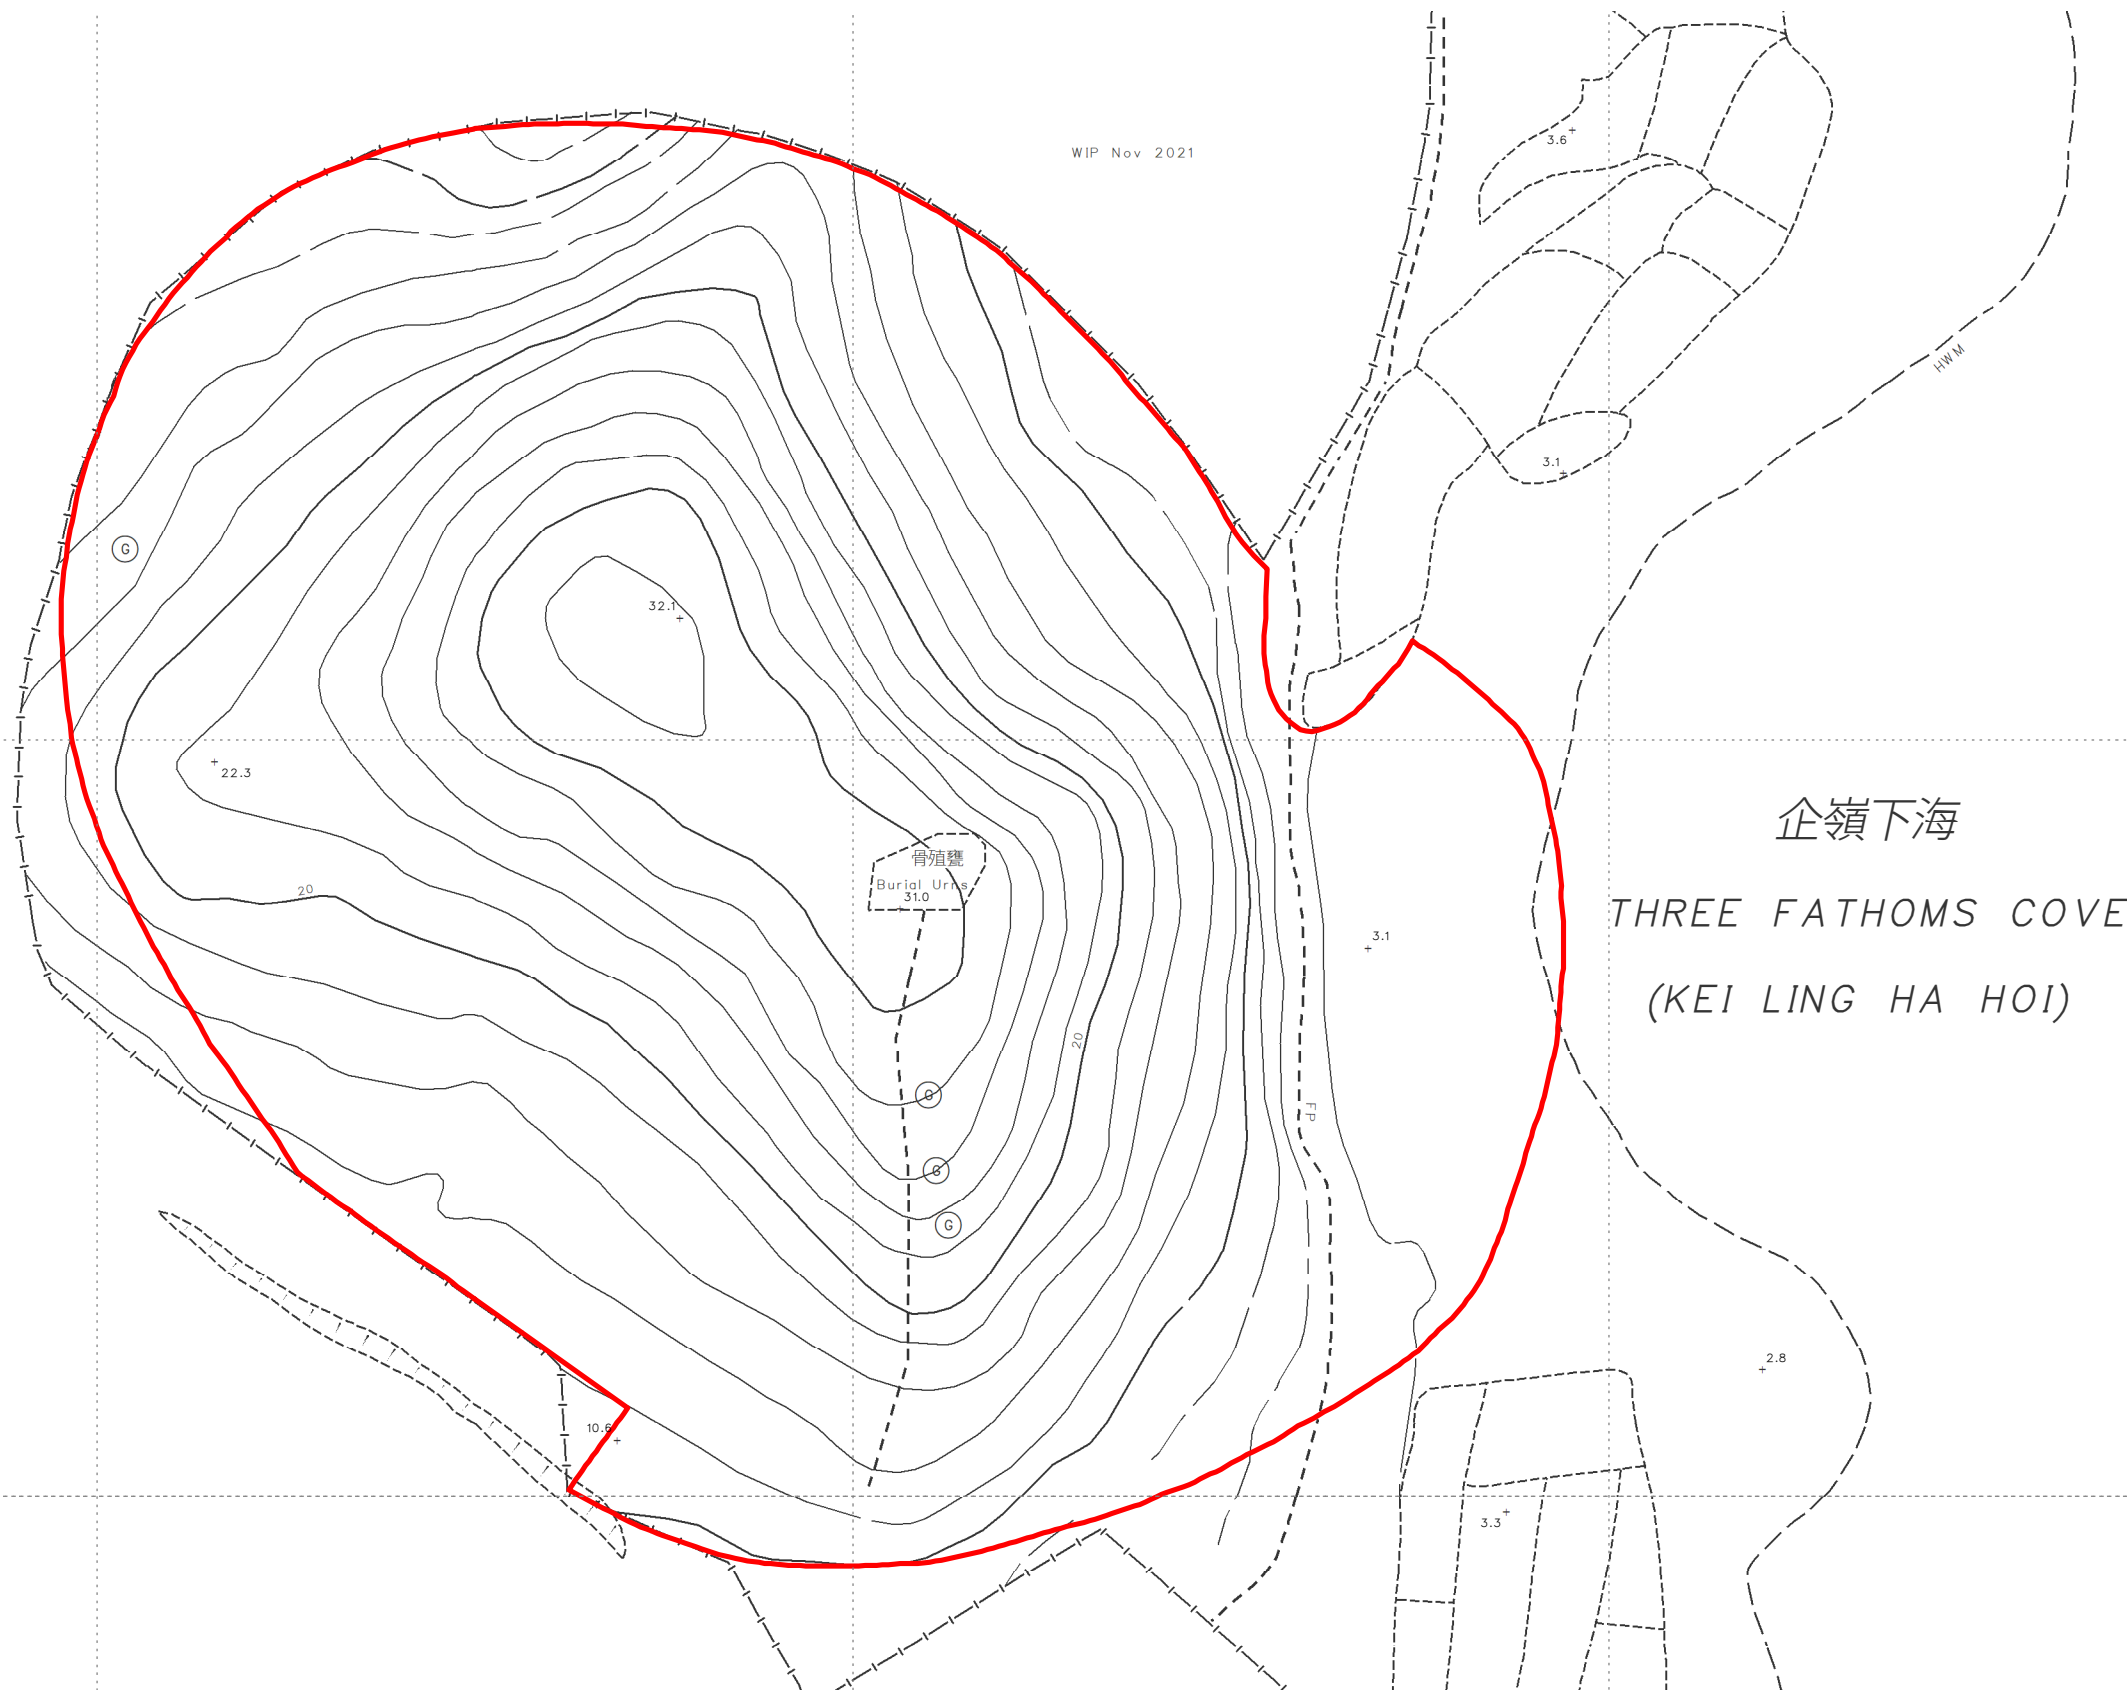 WIP Nov 2021
3.6
HWM
3.1
G
32.1
22.3
企嶺下海
骨殖甕
Burial Urns
31.0
20
THREE FATHOMS COVE
3.1
(KEI LING HA HOI)
20
G
FP
G
G
2.8
10.6
3.3